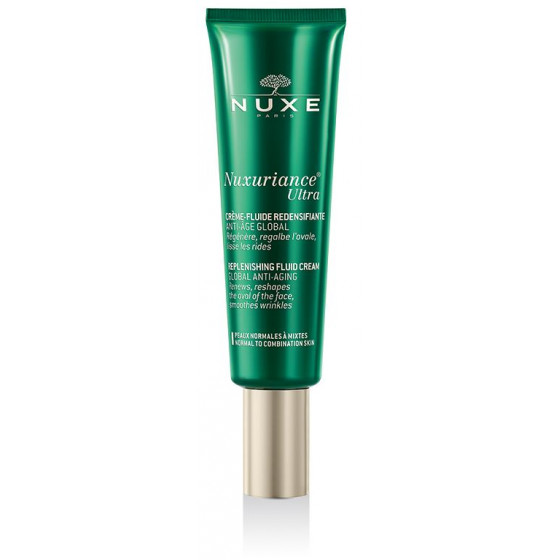 NUXE
PARIS
Nuxuriance®
Ultra
CRÈME-FLUIDE REDENSIFIANTE
ANTI-ÂGE GLOBAL
Régénère, regalbe l'ovale,
lisse les rides
REPLENISHING FLUID CREAM
GLOBAL ANTI-AGING
Renews, reshapes
the oval of the face,
smoothes wrinkles
PEAUX NORMALES À MIXTES
NORMAL TO COMBINATION SKIN